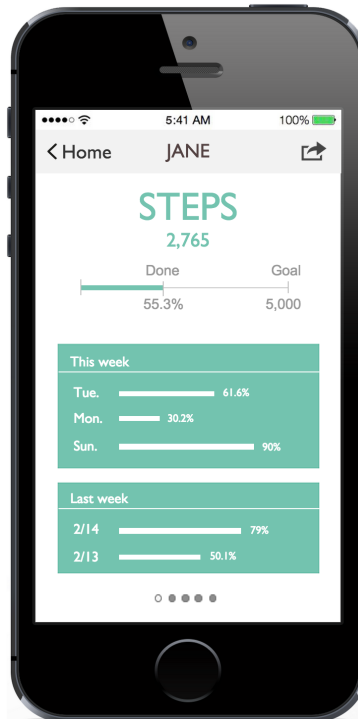 5:41 AM 100%
Home JANE
STEPS
2,765
Done Goal
55.3% 5,000
This week
Tue. 61.6%
Mon. 30.2%
Sun. 90%
Last week
2/14 79%
2/13 50.1%